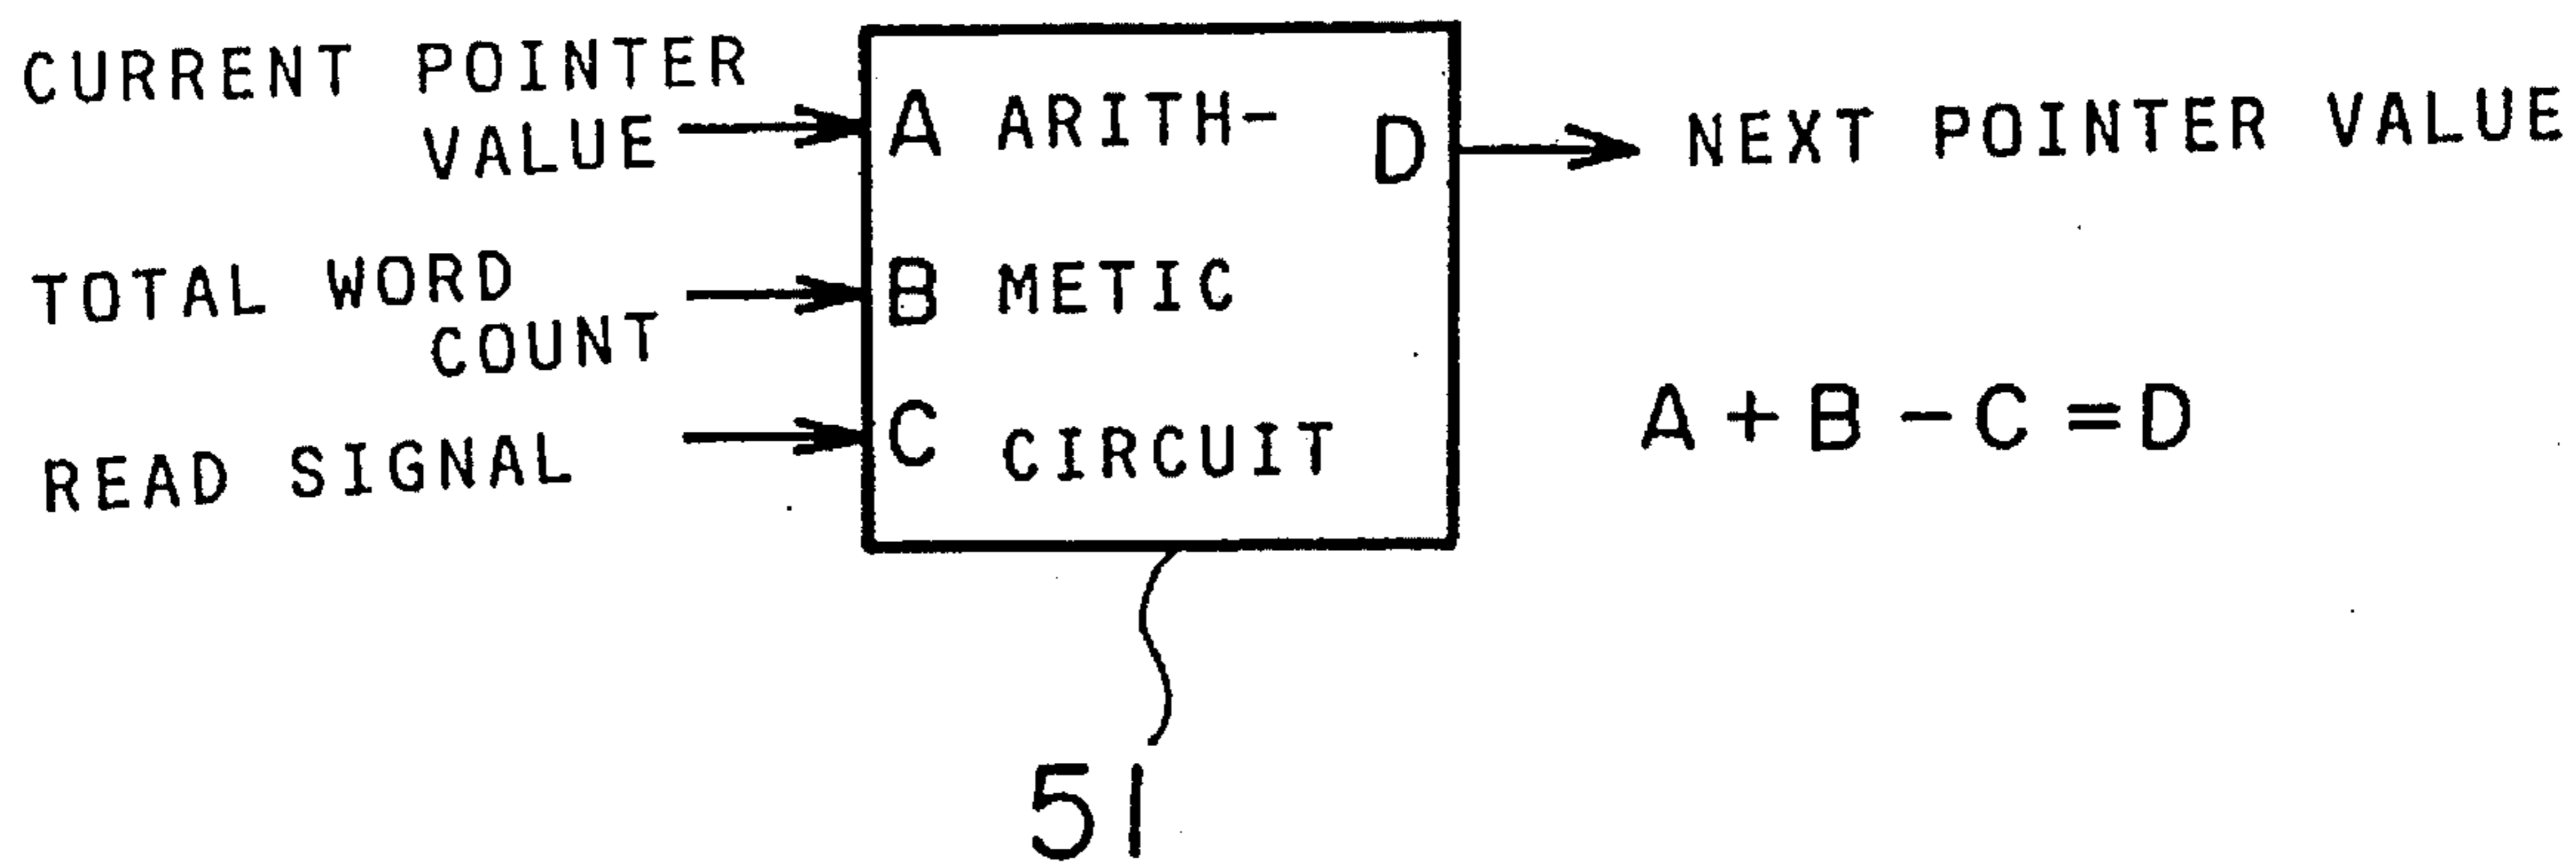 CURRENT POINTER
VALUE
TOTAL WORD
COUNT
READ SIGNAL
A ARITH-
B METIC
C CIRCUIT
D
NEXT POINTER VALUE
A+B-C=D
51